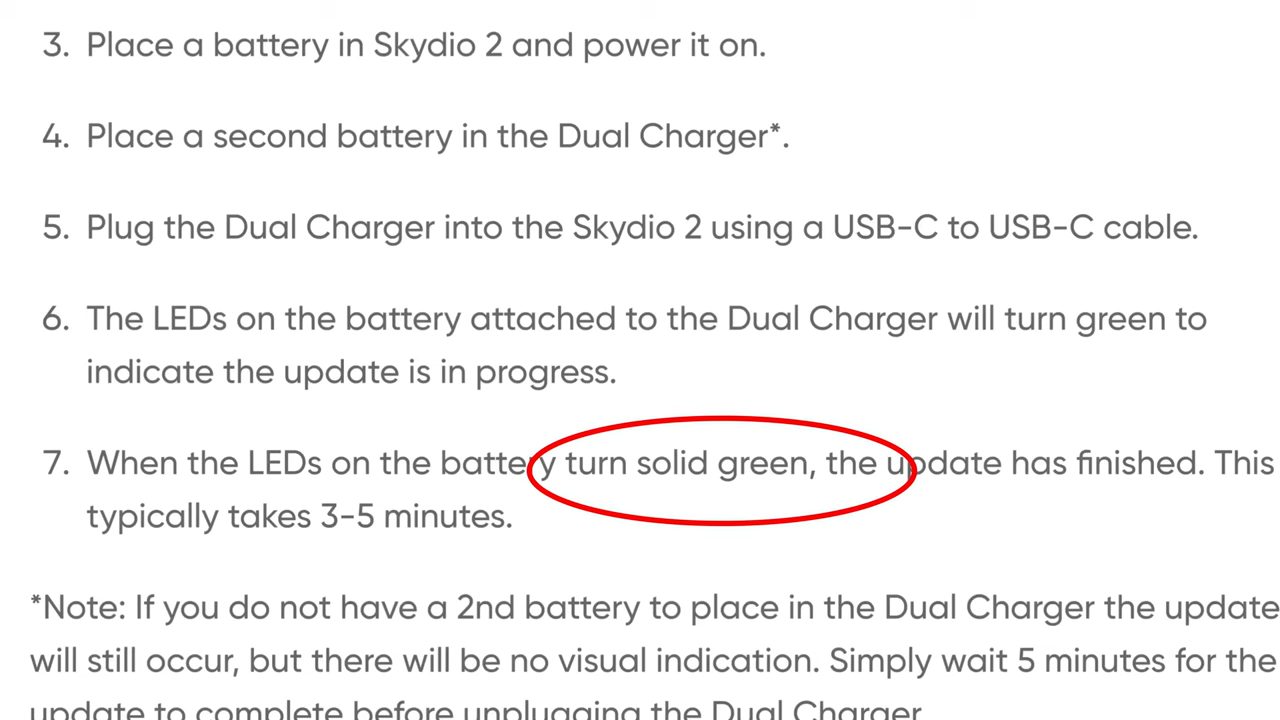 3. Place a battery in Skydio 2 and power it on.
4. Place a second battery in the Dual Charger*.
5. Plug the Dual Charger into the Skydio 2 using a USB-C to USB-C cable.
6. The LEDs on the battery attached to the Dual Charger will turn green to
indicate the update is in progress.
7. When the LEDs on the battery turn solid green, the update has finished. This
typically takes 3-5 minutes.
*Note: If you do not have a 2nd battery to place in the Dual Charger the update
will still occur, but there will be no visual indication. Simply wait 5 minutes for the
update to complete before unplugging the Dual Charger.